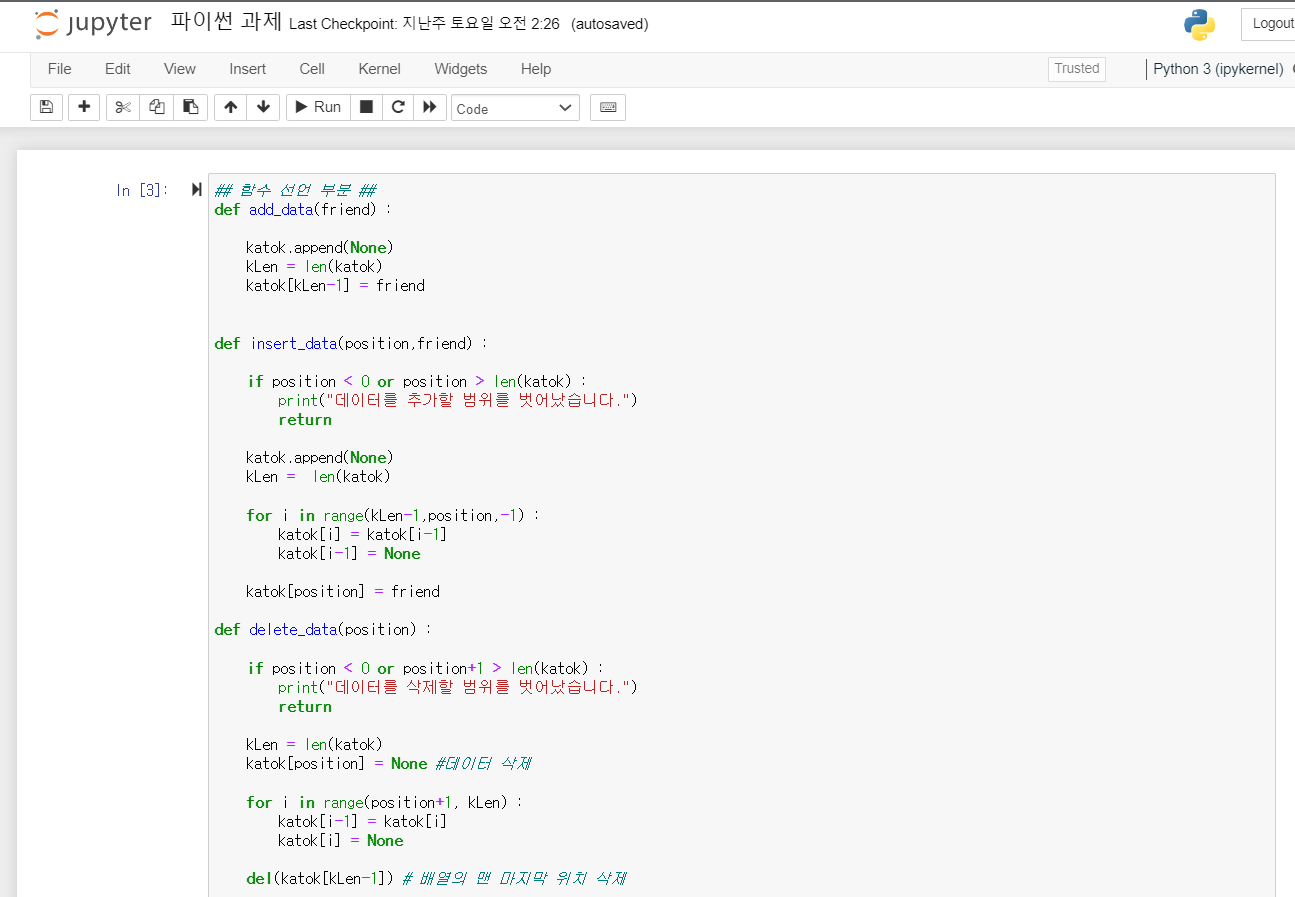 jupyter 파이썬 과제 Last Checkpoint: 지난주 토요일 오전 2:26 (autosaved)
Logout
File Edit View Insert Cell Kernel Widgets Help
Trusted
Python 3 (ipykernel)
Run
Code
In [3]:
## 함수 선언 부분 ##
def add_data(friend) :
katok.append(None)
kLen = len(katok)
katok[kLen-1] = friend
def insert_data(position,friend) :
if position < 0 or position > len(katok) :
print("데이터를 추가할 범위를 벗어났습니다.")
return
katok.append(None)
kLen =  len(katok)
for i in range(kLen-1,position,-1) :
katok[i] = katok[i-1]
katok[i-1] = None
katok[position] = friend
def delete_data(position) :
if position < 0 or position+1 > len(katok) :
print("데이터를 삭제할 범위를 벗어났습니다.")
return
kLen = len(katok)
katok[position] = None #데이터 삭제
for i in range(position+1, kLen) :
katok[i-1] = katok[i]
katok[i] = None
del(katok[kLen-1]) # 배열의 맨 마지막 위치 삭제